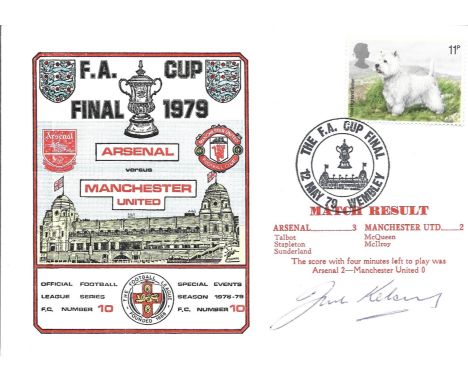 F.A. CUP
FINAL 1979
Arsenal
ARSENAL
versus
MANCHESTER
UNITED
OFFICIAL FOOTBALL
LEAGUE SERIES
F.C. NUMBER 10
THE FOOTBALL LEAGUE
FOUNDED 1888
SPECIAL EVENTS
SEASON 1978-79
F.C. NUMBER 10
11P
THE F.A. CUP FINAL
12 MAY 79 WEMBLEY
MATCH RESULT
ARSENAL..............3 MANCHESTER UTD.....2
Talbot McQueen
Stapleton McIlroy
Sunderland
The score with four minutes left to play was
Arsenal 2—Manchester United 0
Jack Kelsey